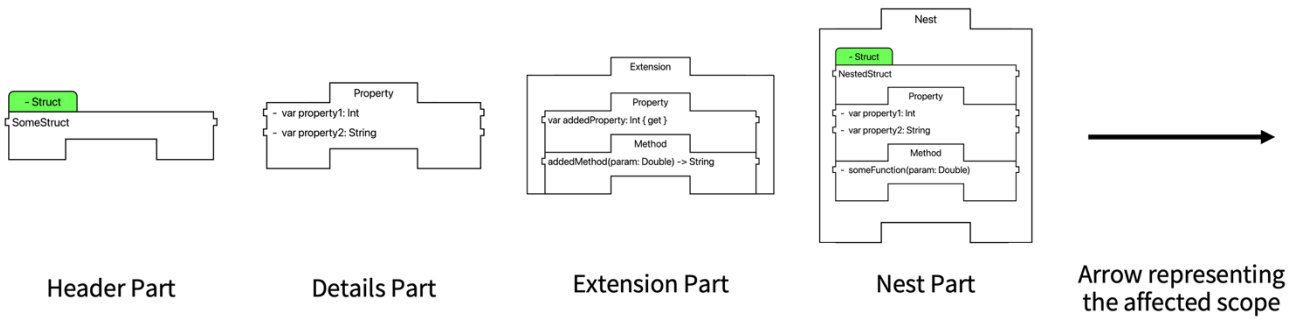 - Struct
SomeStruct
Header Part
Property
- var property1: Int
- var property2: String
Details Part
Extension
Property
var addedProperty: Int { get }
Method
addedMethod(param: Double) -> String
Extension Part
Nest
- Struct
NestedStruct
Property
- var property1: Int
- var property2: String
Method
- someFunction(param: Double)
Nest Part
Arrow representing
the affected scope